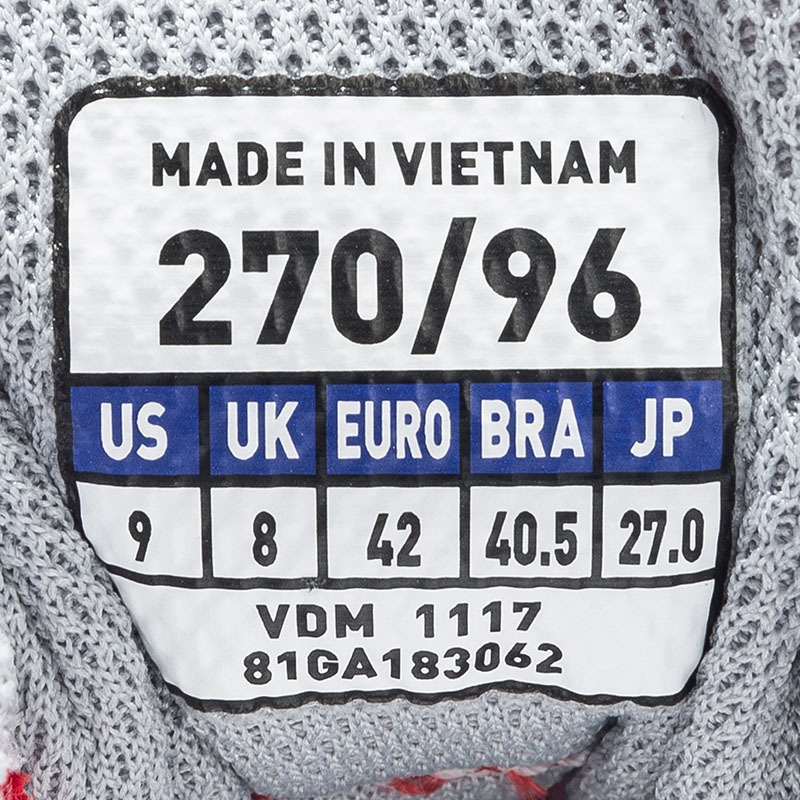 MADE IN VIETNAM
270/96
US UK EURO BRA JP
9 8 42 40.5 27.0
VDM 1117
81GA183062